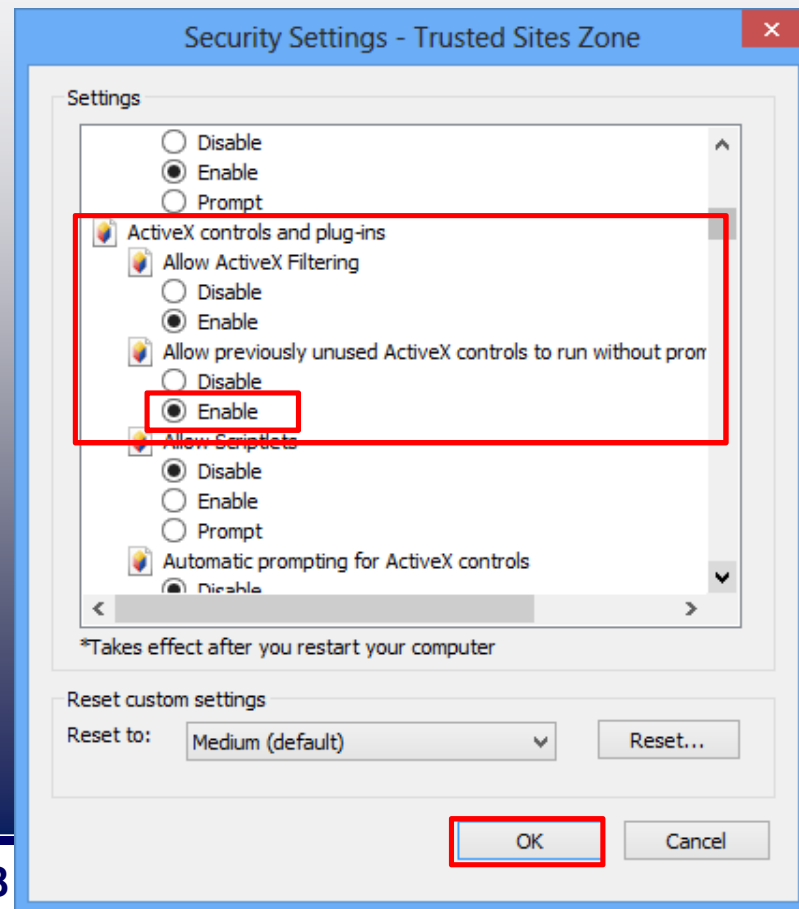 Security Settings - Trusted Sites Zone
Settings
Disable
Enable
Prompt
ActiveX controls and plug-ins
Allow ActiveX Filtering
Disable
Enable
Allow previously unused ActiveX controls to run without prom
Disable
Enable
Allow Scriptlets
Disable
Enable
Prompt
Automatic prompting for ActiveX controls
Disable
*Takes effect after you restart your computer
Reset custom settings
Reset to: Medium (default) Reset...
OK Cancel